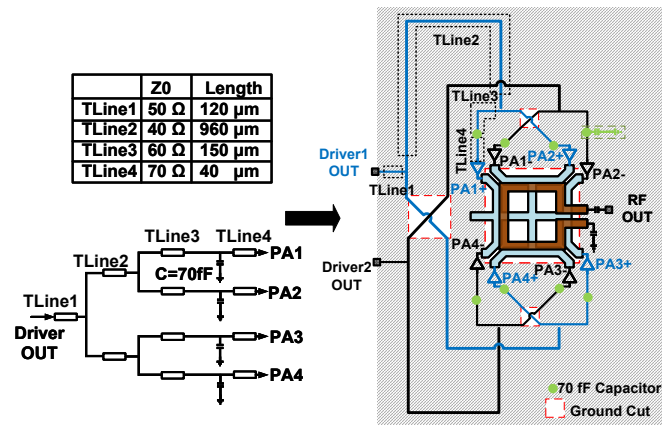 Z0 Length
TLine1 50 Ω 120 μm
TLine2 40 Ω 960 μm
TLine3 60 Ω 150 μm
TLine4 70 Ω 40 μm
TLine3 TLine4
TLine2 PA1
C=70fF
PA2
TLine1
Driver
OUT
PA3
PA4
TLine2
TLine3
TLine4
Driver1
OUT
TLine1
PA1-
PA2+
PA1+
PA2-
RF
OUT
PA4-
PA3-
PA3+
PA4+
Driver2
OUT
70 fF Capacitor
Ground Cut